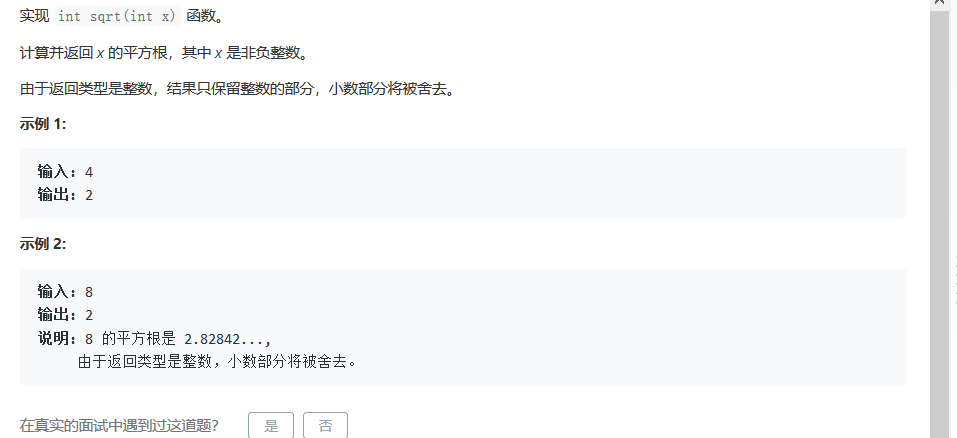 实现 int sqrt(int x) 函数。
计算并返回 x 的平方根，其中 x 是非负整数。
由于返回类型是整数，结果只保留整数的部分，小数部分将被舍去。
示例 1:
输入: 4
输出: 2
示例 2:
输入: 8
输出: 2
说明: 8 的平方根是 2.82842...,
由于返回类型是整数，小数部分将被舍去。
在真实的面试中遇到过这道题？ 是 否